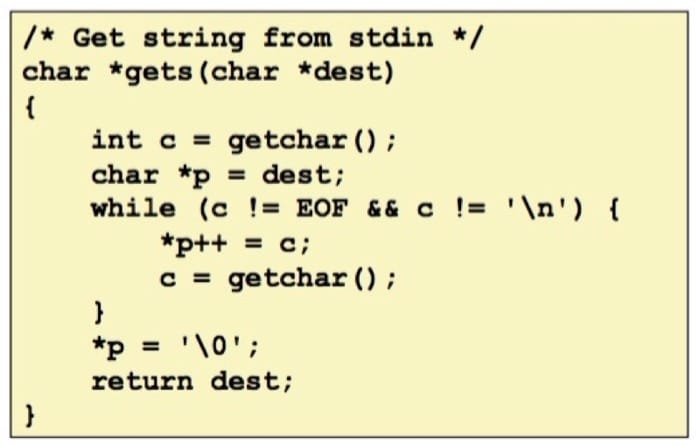 /* Get string from stdin */
char *gets(char *dest)
{
    int c = getchar();
    char *p = dest;
    while (c != EOF && c != '\n') {
        *p++ = c;
        c = getchar();
    }
    *p = '\0';
    return dest;
}